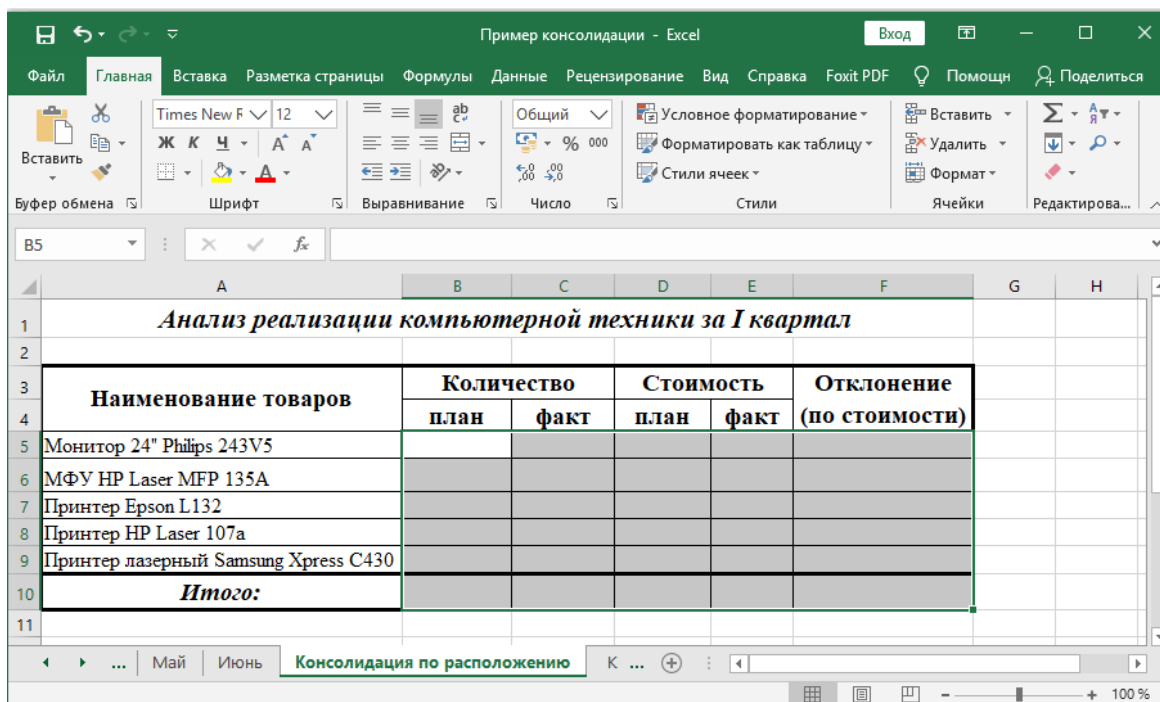 Пример консолидации - Excel
Вход
Файл Главная Вставка Разметка страницы Формулы Данные Рецензирование Вид Справка Foxit PDF Помощн Поделиться
Times New R 12 Общий Условное форматирование Вставить
Вставить Ж К Ч % 000 Форматировать как таблицу Удалить
Стили ячеек Формат
Буфер обмена Шрифт Выравнивание Число Стили Ячейки Редактирова...
B5 fx
A B C D E F G H
1 Анализ реализации компьютерной техники за I квартал
2
3 Наименование товаров Количество Стоимость Отклонение
4 план факт план факт (по стоимости)
5 Монитор 24" Philips 243V5
6 МФУ HP Laser MFP 135A
7 Принтер Epson L132
8 Принтер HP Laser 107a
9 Принтер лазерный Samsung Xpress C430
10 Итого:
11
... Май Июнь Консолидация по расположению К ...
100 %